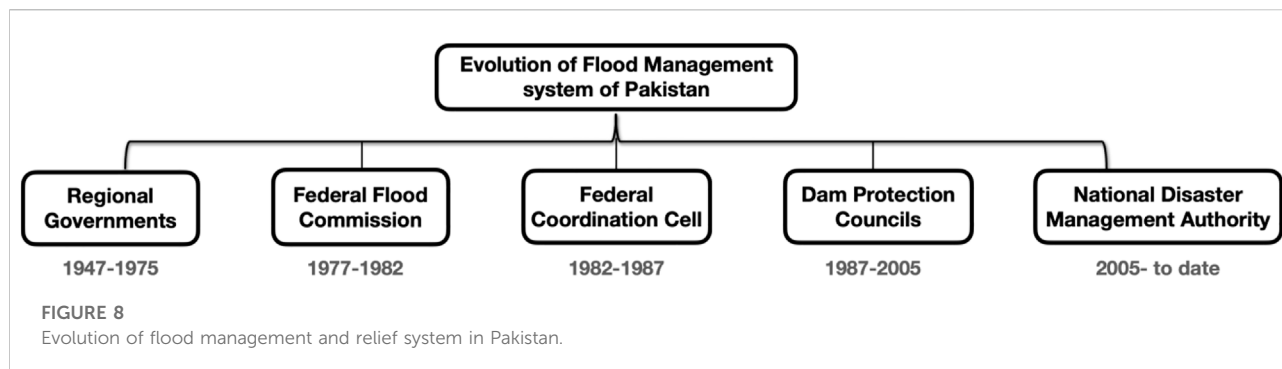 Evolution of Flood Management
system of Pakistan
Regional
Governments
1947-1975
Federal Flood
Commission
1977-1982
Federal
Coordination Cell
1982-1987
Dam Protection
Councils
1987-2005
National Disaster
Management Authority
2005- to date
FIGURE 8
Evolution of flood management and relief system in Pakistan.